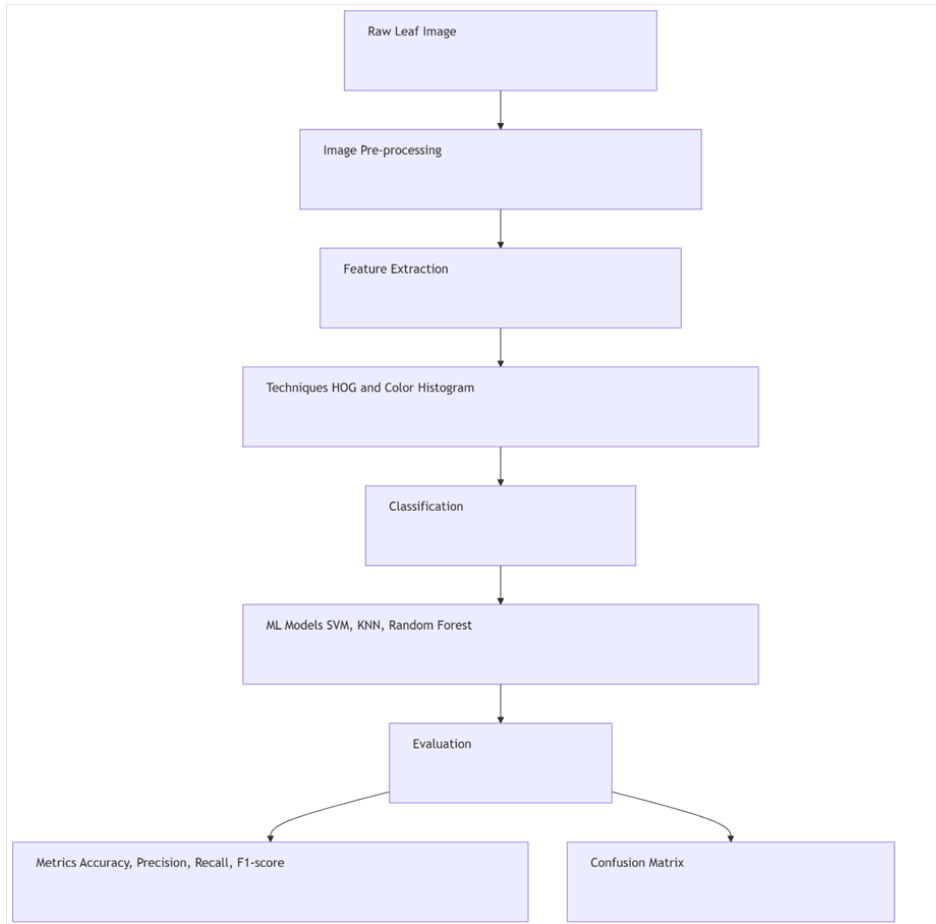 Raw Leaf Image
Image Pre-processing
Feature Extraction
Techniques HOG and Color Histogram
Classification
ML Models SVM, KNN, Random Forest
Evaluation
Metrics Accuracy, Precision, Recall, F1-score
Confusion Matrix